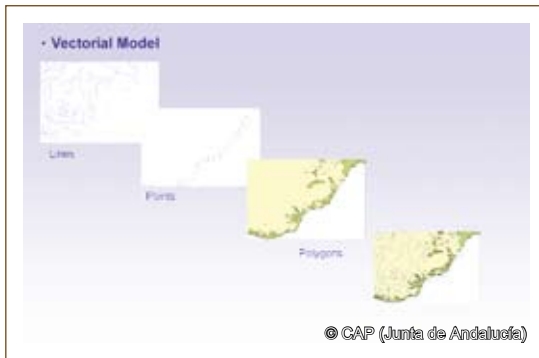 • Vectorial Model
Lines
Points
Polygons
© CAP (Junta de Andalucía)